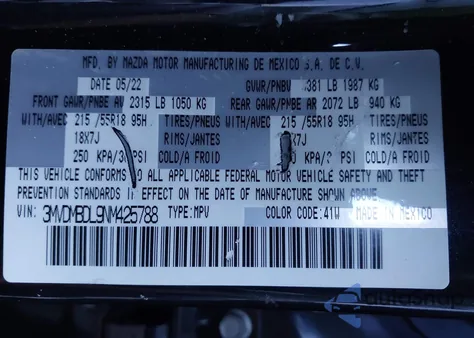 MFD. BY MAZDA MOTOR MANUFACTURING DE MEXICO S.A. DE C.V.
DATE 05/22 GVWR/PNBV 381 LB 1987 KG
FRONT GAWR/PNBE AV 2315 LB 1050 KG REAR GAWR/PNBE AR 2072 LB 940 KG
WITH/AVEC 215 /55R18 95H TIRES/PNEUS WITH/AVEC 215 /55R18 95H TIRES/PNEUS
18X7J RIMS/JANTES 7J RIMS/JANTES
250 KPA/ PSI COLD/A FROID KPA/ PSI COLD/A FROID
THIS VEHICLE CONFORMS TO ALL APPLICABLE FEDERAL MOTOR VEHICLE SAFETY AND THEFT
PREVENTION STANDARDS IN EFFECT ON THE DATE OF MANUFACTURE SHOWN ABOVE.
VIN: 3MVDMBDL9NM425788 TYPE:MPV COLOR CODE:41W MADE IN MEXICO